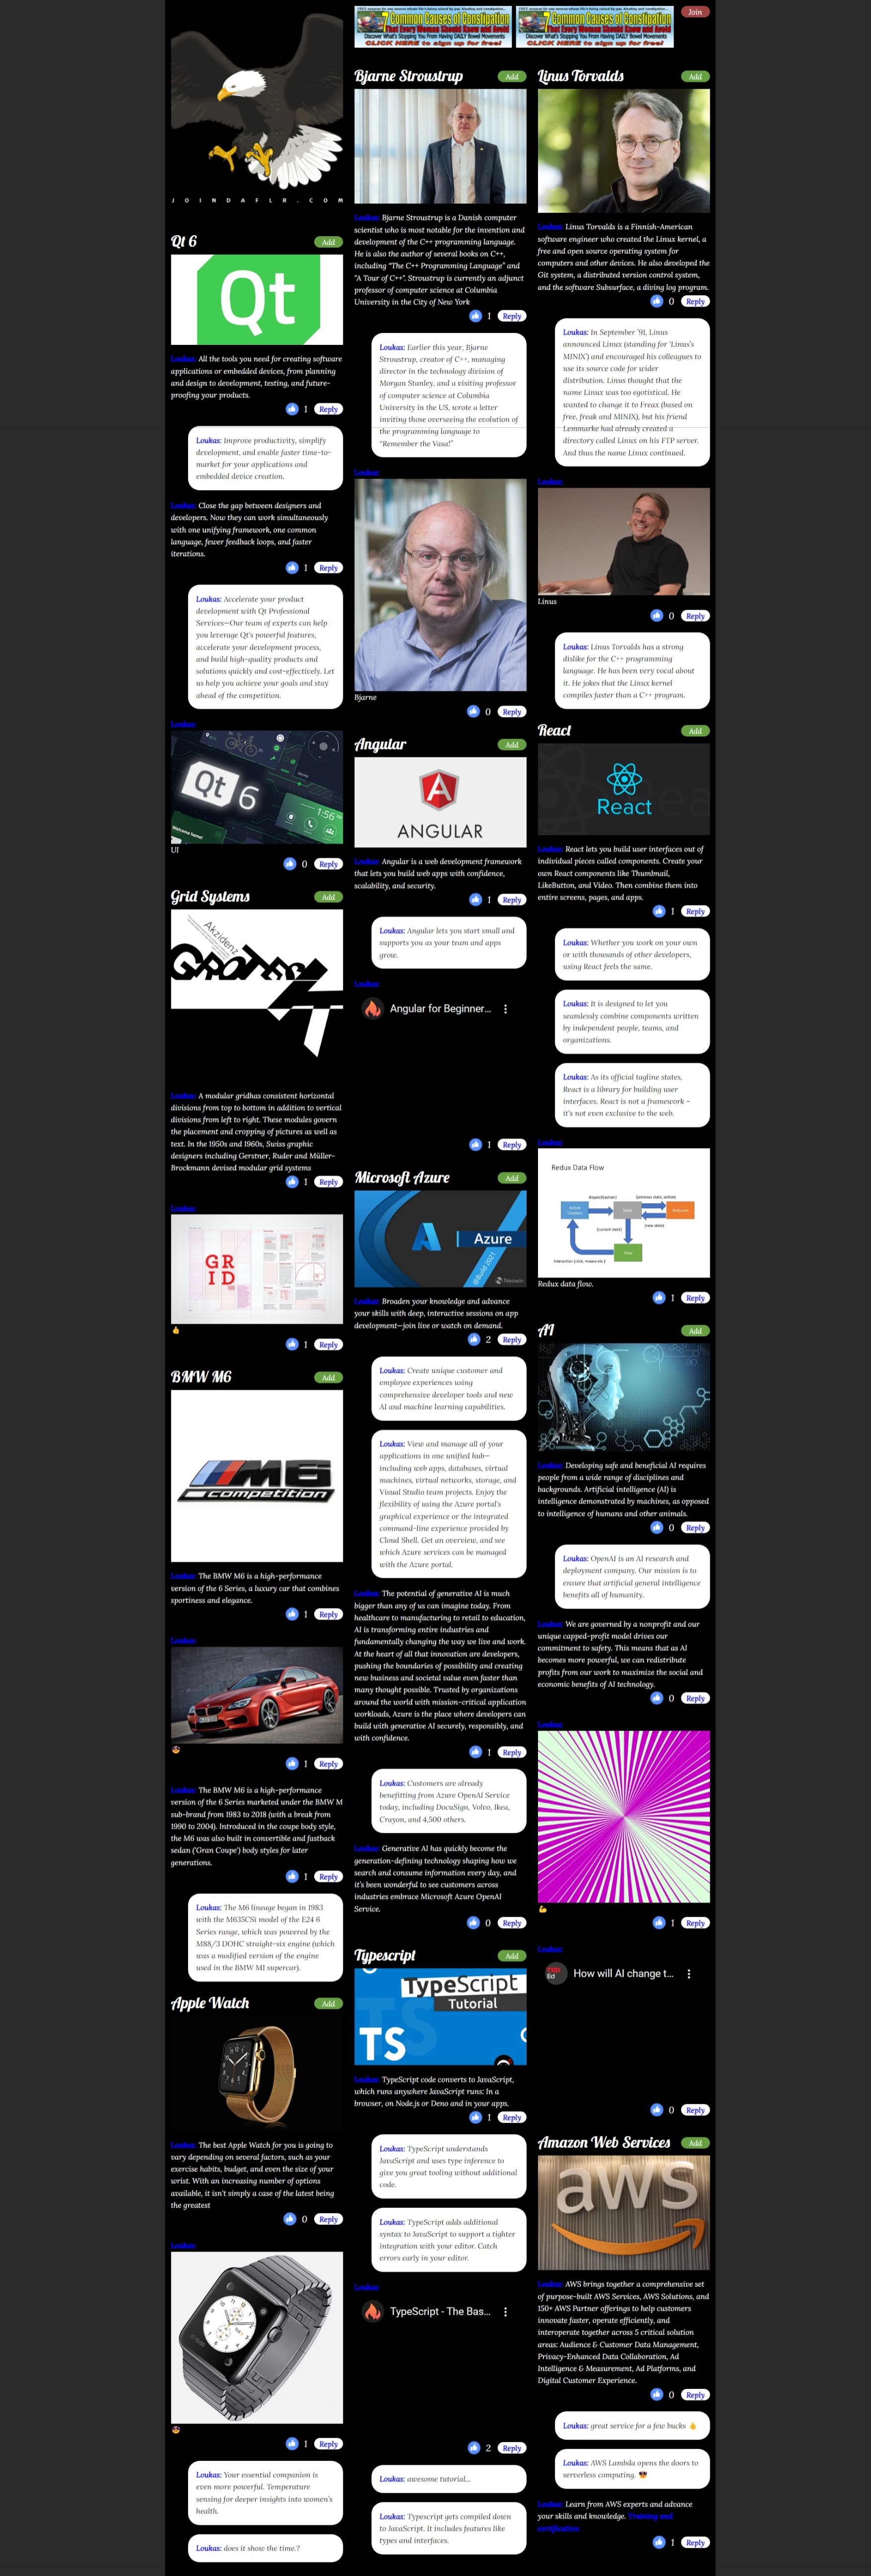 JOINDAFLR.COM
Qt 6
Add
Qt
Loukas: All the tools you need for creating software
applications or embedded devices, from planning
and design to development, testing, and future-
proofing your products.
1 Reply
Loukas: Improve productivity, simplify
development, and enable faster time-to-
market for your applications and
embedded device creation.
Loukas: Close the gap between designers and
developers. Now they can work simultaneously
with one unifying framework, one common
language, fewer feedback loops, and faster
iterations.
1 Reply
Loukas: Accelerate your product
development with Qt Professional
Services—Our team of experts can help
you leverage Qt's powerful features,
accelerate your development process,
and build high-quality products and
solutions quickly and cost-effectively. Let
us help you achieve your goals and stay
ahead of the competition.
Loukas:
Qt 6
1:56
Welcome home!
UI
0 Reply
Grid Systems
Add
Akzidenz
Grotesk
Loukas: A modular gridhas consistent horizontal
divisions from top to bottom in addition to vertical
divisions from left to right. These modules govern
the placement and cropping of pictures as well as
text. In the 1950s and 1960s, Swiss graphic
designers including Gerstner, Ruder and Müller-
Brockmann devised modular grid systems
1 Reply
Loukas:
GR
ID
👍
1 Reply
BMW M6
Add
M6
competition
Loukas: The BMW M6 is a high-performance
version of the 6 Series, a luxury car that combines
sportiness and elegance.
1 Reply
Loukas:
😎
1 Reply
Loukas: The BMW M6 is a high-performance
version of the 6 Series marketed under the BMW M
sub-brand from 1983 to 2018 (with a break from
1990 to 2004). Introduced in the coupe body style,
the M6 was also built in convertible and fastback
sedan ('Gran Coupe') body styles for later
generations.
1 Reply
Loukas: The M6 lineage began in 1983
with the M635CSi model of the E24 6
Series range, which was powered by the
M88/3 DOHC straight-six engine (which
was a modified version of the engine
used in the BMW M1 supercar).
Apple Watch
Add
Loukas: The best Apple Watch for you is going to
vary depending on several factors, such as your
exercise habits, budget, and even the size of your
wrist. With an increasing number of options
available, it isn't simply a case of the latest being
the greatest
0 Reply
Loukas:
😎
1 Reply
Loukas: Your essential companion is
even more powerful. Temperature
sensing for deeper insights into women's
health.
Loukas: does it show the time.?
7 Common Causes of Constipation
That Every Woman Should Know and Avoid
Discover What's Stopping You From Having DAILY Bowel Movements
CLICK HERE to sign up for free!
7 Common Causes of Constipation
That Every Woman Should Know and Avoid
Discover What's Stopping You From Having DAILY Bowel Movements
CLICK HERE to sign up for free!
Join
Bjarne Stroustrup
Add
Loukas: Bjarne Stroustrup is a Danish computer
scientist who is most notable for the invention and
development of the C++ programming language.
He is also the author of several books on C++,
including "The C++ Programming Language" and
"A Tour of C++". Stroustrup is currently an adjunct
professor of computer science at Columbia
University in the City of New York
1 Reply
Loukas: Earlier this year, Bjarne
Stroustrup, creator of C++, managing
director in the technology division of
Morgan Stanley, and a visiting professor
of computer science at Columbia
University in the US, wrote a letter
inviting those overseeing the evolution of
the programming language to
"Remember the Vasa!"
Loukas:
Bjarne
0 Reply
Angular
Add
ANGULAR
Loukas: Angular is a web development framework
that lets you build web apps with confidence,
scalability, and security.
1 Reply
Loukas: Angular lets you start small and
supports you as your team and apps
grow.
Loukas:
Angular for Beginner...
1 Reply
Microsoft Azure
Add
Azure
@Build 2021
Naswin
Loukas: Broaden your knowledge and advance
your skills with deep, interactive sessions on app
development—join live or watch on demand.
2 Reply
Loukas: Create unique customer and
employee experiences using
comprehensive developer tools and new
AI and machine learning capabilities.
Loukas: View and manage all of your
applications in one unified hub—
including web apps, databases, virtual
machines, virtual networks, storage, and
Visual Studio team projects. Enjoy the
flexibility of using the Azure portal's
graphical experience or the integrated
command-line experience provided by
Cloud Shell. Get an overview, and see
which Azure services can be managed
with the Azure portal.
Loukas: The potential of generative AI is much
bigger than any of us can imagine today. From
healthcare to manufacturing to retail to education,
AI is transforming entire industries and
fundamentally changing the way we live and work.
At the heart of all that innovation are developers,
pushing the boundaries of possibility and creating
new business and societal value even faster than
many thought possible. Trusted by organizations
around the world with mission-critical application
workloads, Azure is the place where developers can
build with generative AI securely, responsibly, and
with confidence.
1 Reply
Loukas: Customers are already
benefitting from Azure OpenAI Service
today, including DocuSign, Volvo, Ikea,
Crayon, and 4,500 others.
Loukas: Generative AI has quickly become the
generation-defining technology shaping how we
search and consume information every day, and
it's been wonderful to see customers across
industries embrace Microsoft Azure OpenAI
Service.
0 Reply
Typescript
Add
TypeScript
Tutorial
TS
Loukas: TypeScript code converts to JavaScript,
which runs anywhere JavaScript runs: In a
browser, on Node.js or Deno and in your apps.
1 Reply
Loukas: TypeScript understands
JavaScript and uses type inference to
give you great tooling without additional
code.
Loukas: TypeScript adds additional
syntax to JavaScript to support a tighter
integration with your editor. Catch
errors early in your editor.
Loukas:
TypeScript - The Bas...
2 Reply
Loukas: awesome tutorial...
Loukas: Typescript gets compiled down
to JavaScript. It includes features like
types and interfaces.
Linus Torvalds
Add
Loukas: Linus Torvalds is a Finnish-American
software engineer who created the Linux kernel, a
free and open source operating system for
computers and other devices. He also developed the
Git system, a distributed version control system,
and the software Subsurface, a diving log program.
0 Reply
Loukas: In September '91, Linus
announced Linux (standing for 'Linus's
MINIX') and encouraged his colleagues to
use its source code for wider
distribution. Linus thought that the
name Linux was too egotistical. He
wanted to change it to Freax (based on
free, freak and MINIX), but his friend
Lemmarke had already created a
directory called Linux on his FTP server.
And thus the name Linux continued.
Loukas:
Linus
0 Reply
Loukas: Linus Torvalds has a strong
dislike for the C++ programming
language. He has been very vocal about
it. He jokes that the Linux kernel
compiles faster than a C++ program.
React
Add
React
Loukas: React lets you build user interfaces out of
individual pieces called components. Create your
own React components like Thumbnail,
LikeButton, and Video. Then combine them into
entire screens, pages, and apps.
1 Reply
Loukas: Whether you work on your own
or with thousands of other developers,
using React feels the same.
Loukas: It is designed to let you
seamlessly combine components written
by independent people, teams, and
organizations.
Loukas: As its official tagline states,
React is a library for building user
interfaces. React is not a framework –
it's not even exclusive to the web.
Loukas:
Redux Data Flow
dispatch(action)
(previous state, action)
Action Creators
Store
Reducers
(new state)
(current state)
View
Interaction (click, mouse etc.)
Redux data flow.
1 Reply
AI
Add
Loukas: Developing safe and beneficial AI requires
people from a wide range of disciplines and
backgrounds. Artificial intelligence (AI) is
intelligence demonstrated by machines, as opposed
to intelligence of humans and other animals.
0 Reply
Loukas: OpenAI is an AI research and
deployment company. Our mission is to
ensure that artificial general intelligence
benefits all of humanity.
Loukas: We are governed by a nonprofit and our
unique capped-profit model drives our
commitment to safety. This means that as AI
becomes more powerful, we can redistribute
profits from our work to maximize the social and
economic benefits of AI technology.
0 Reply
Loukas:
💪
1 Reply
Loukas:
TED Ed
How will AI change t...
0 Reply
Amazon Web Services
Add
aws
Loukas: AWS brings together a comprehensive set
of purpose-built AWS Services, AWS Solutions, and
150+ AWS Partner offerings to help customers
innovate faster, operate efficiently, and
interoperate together across 5 critical solution
areas: Audience & Customer Data Management,
Privacy-Enhanced Data Collaboration, Ad
Intelligence & Measurement, Ad Platforms, and
Digital Customer Experience.
0 Reply
Loukas: great service for a few bucks 👍
Loukas: AWS Lambda opens the doors to
serverless computing. 😎
Loukas: Learn from AWS experts and advance
your skills and knowledge. Training and
certification
1 Reply